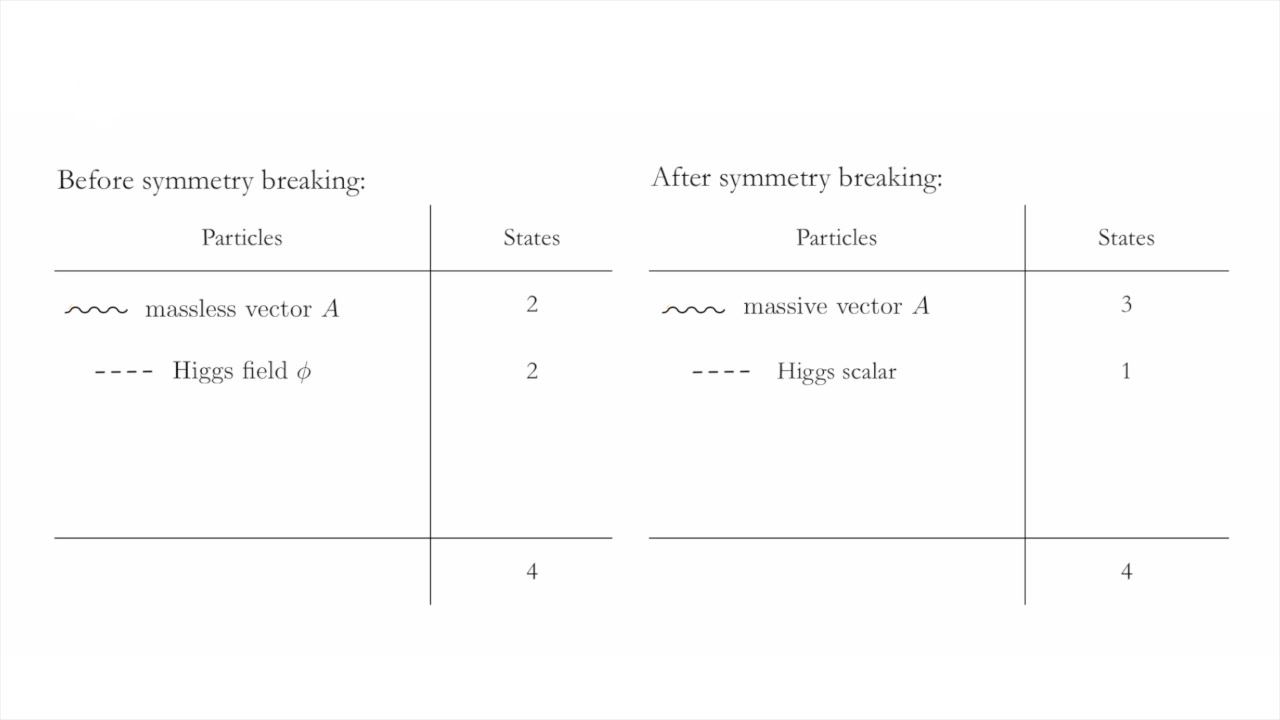 Before symmetry breaking:
Particles States
massless vector A 2
Higgs field ϕ 2
4
After symmetry breaking:
Particles States
massive vector A 3
Higgs scalar 1
4